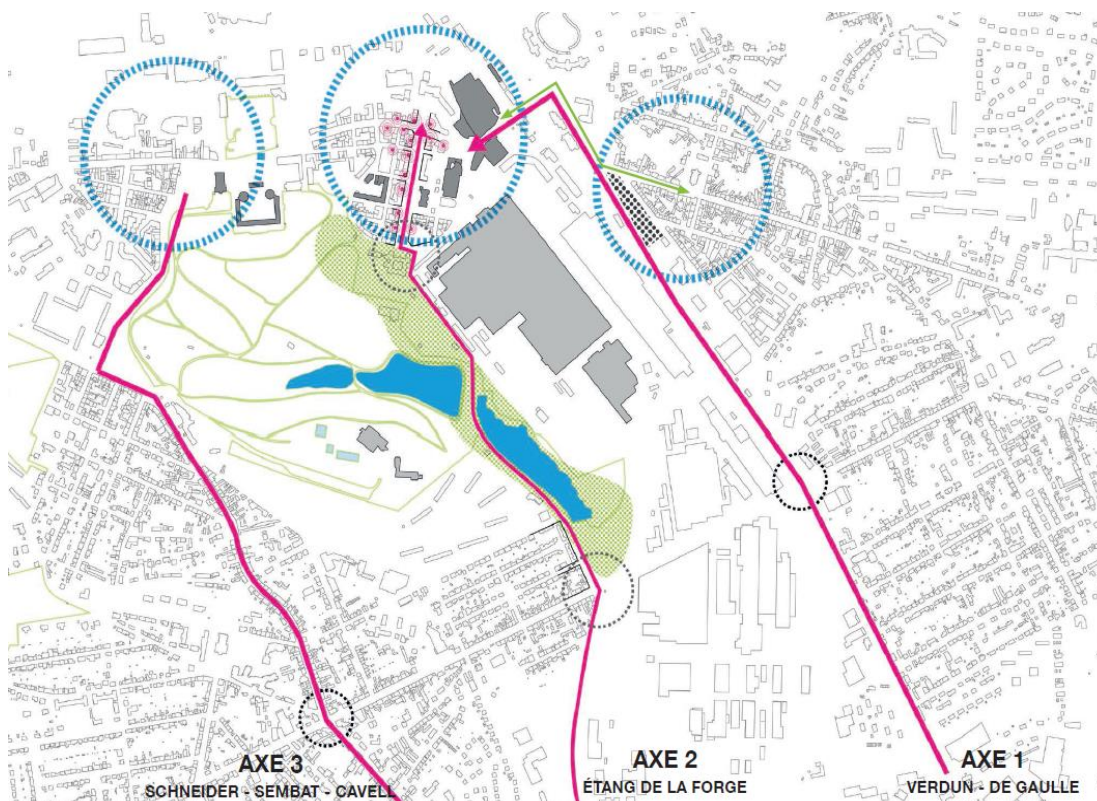 AXE 3
SCHNEIDER - SEMBAT - CAVELL
AXE 2
ÉTANG DE LA FORGE
AXE 1
VERDUN - DE GAULLE